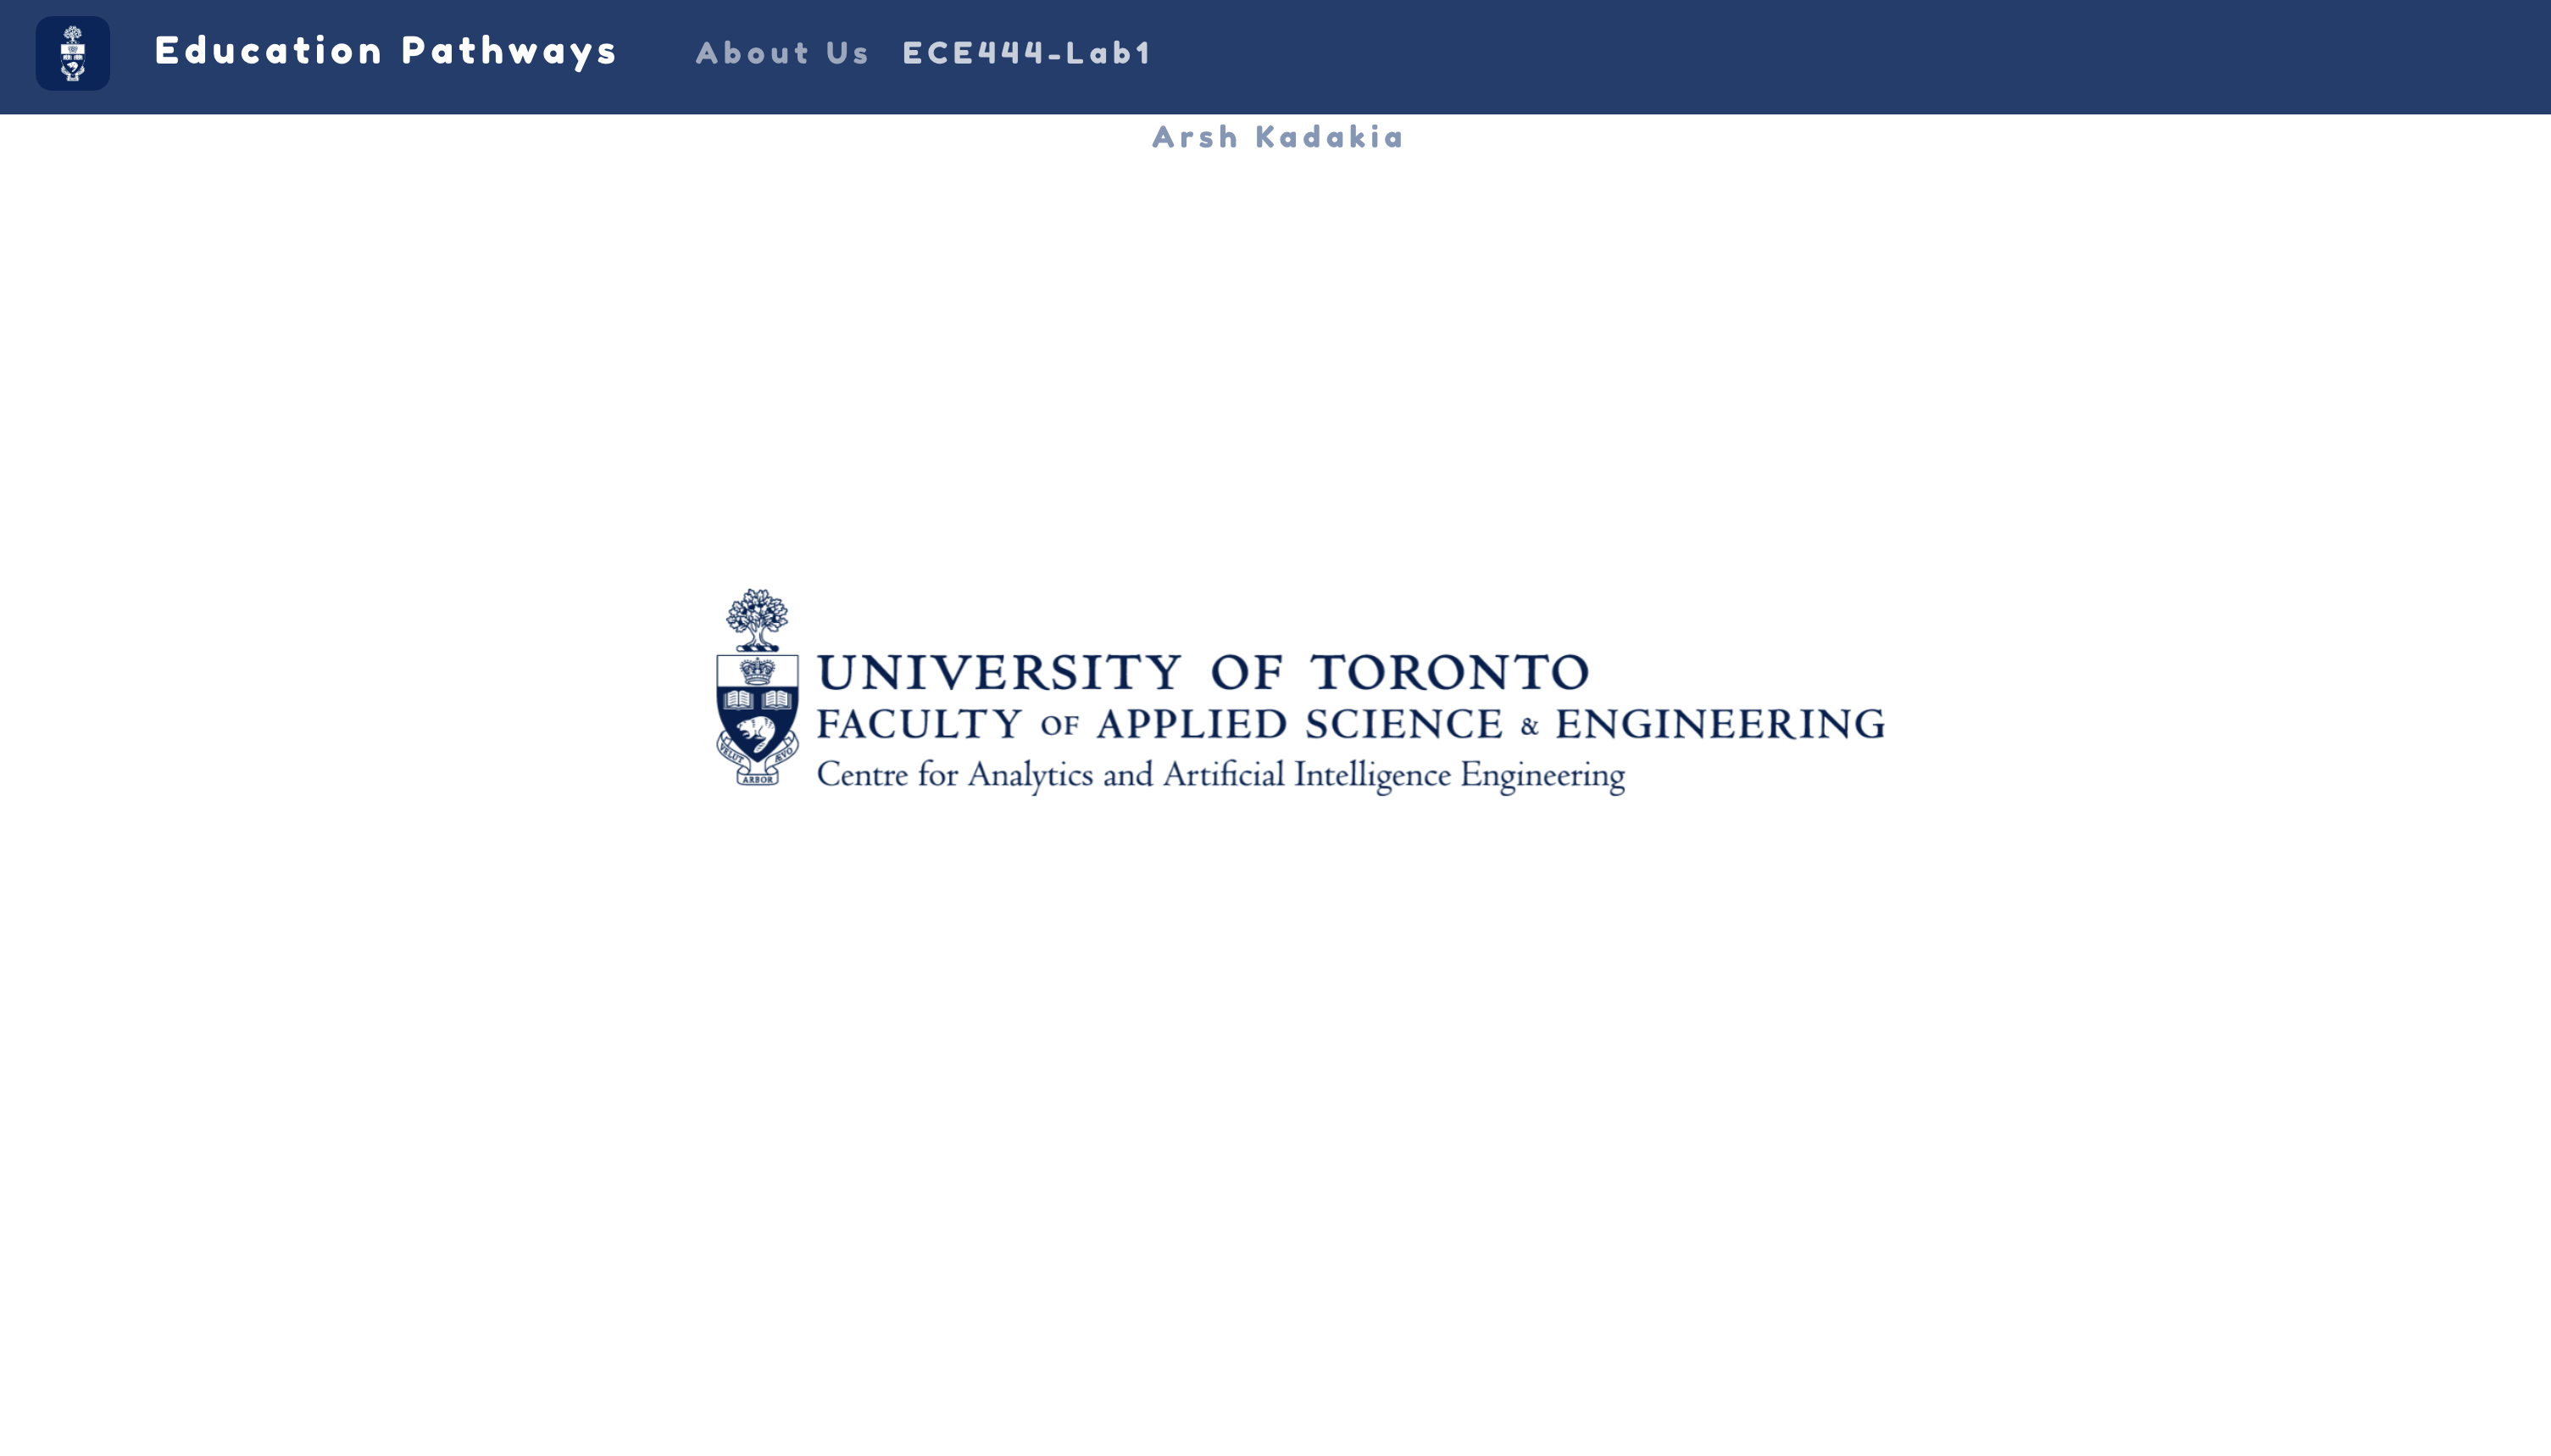 Education Pathways About Us ECE444-Lab1
Arsh Kadakia
UNIVERSITY OF TORONTO
FACULTY OF APPLIED SCIENCE & ENGINEERING
Centre for Analytics and Artificial Intelligence Engineering
VELUT ARBOR ÆVO